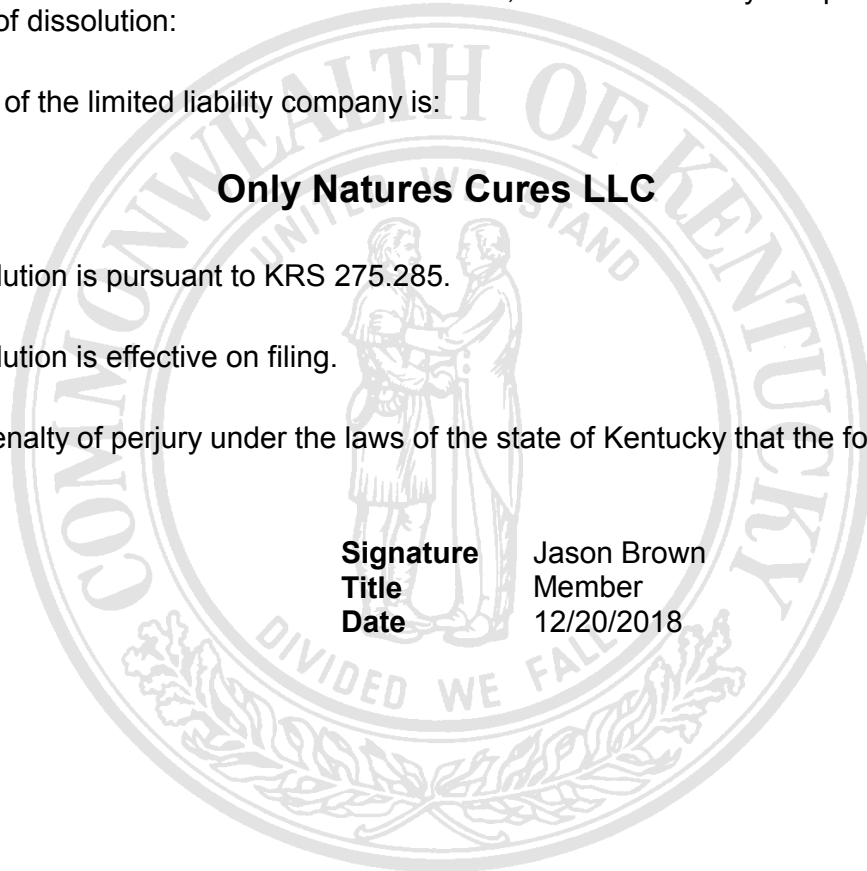 of dissolution:
of the limited liability company is:
Only Natures Cures LLC
lution is pursuant to KRS 275.285.
lution is effective on filing.
enalty of perjury under the laws of the state of Kentucky that the fo
Signature Jason Brown
Title Member
Date 12/20/2018
COMMONWEALTH OF KENTUCKY
UNITED WE STAND
DIVIDED WE FALL